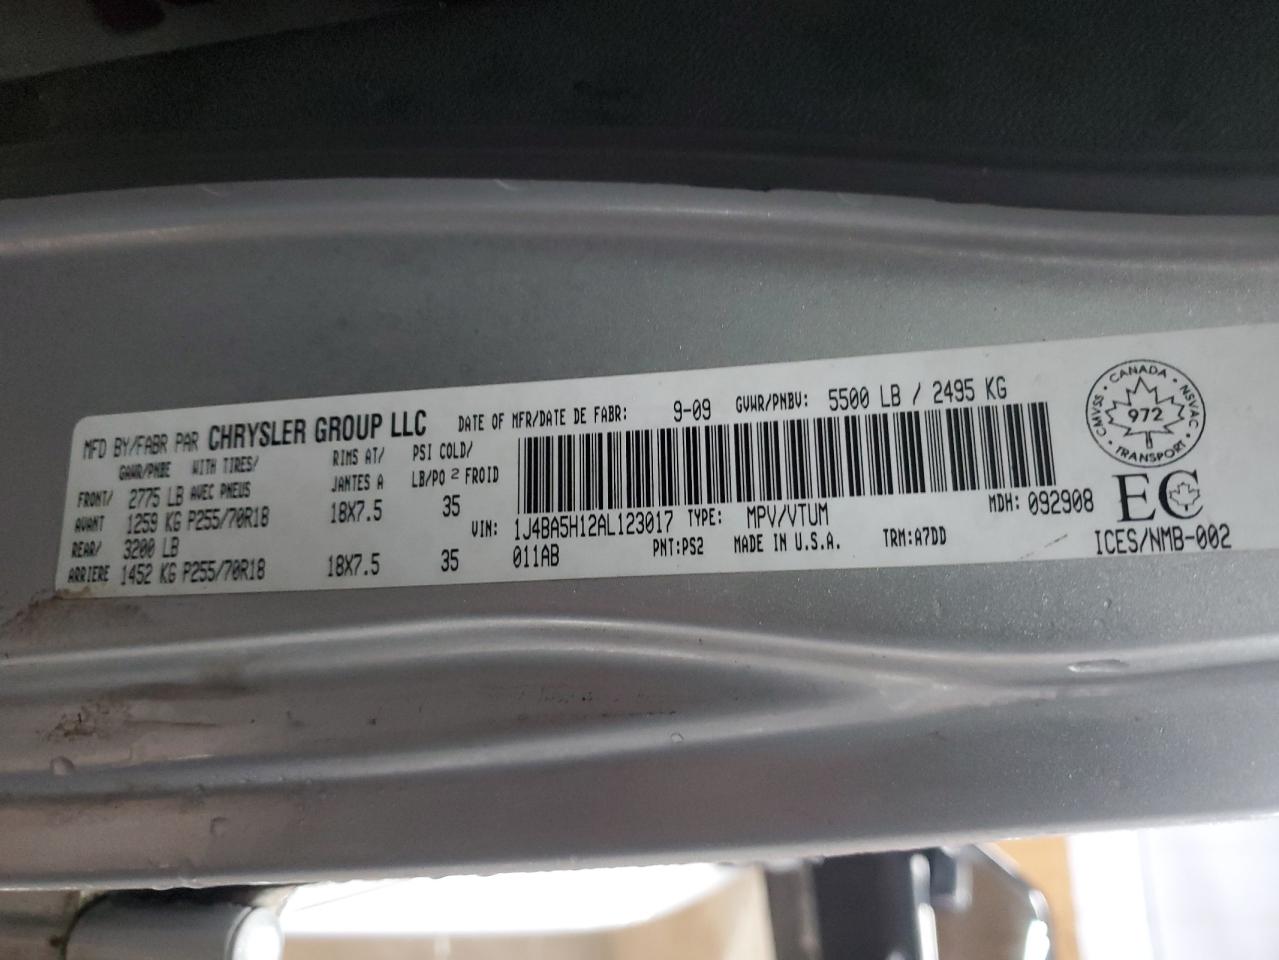 MFD BY/FABR PAR CHRYSLER GROUP LLC DATE OF MFR/DATE DE FABR: 9-09 GVWR/PNBV: 5500 LB / 2495 KG
GAWR/PNBE WITH TIRES/ RIMS AT/ PSI COLD/
FRONT/ 2775 LB AVEC PNEUS JANTES A LB/PO 2 FROID
AVANT 1259 KG P255/70R18 18X7.5 35
REAR/ 3200 LB
ARRIERE 1452 KG P255/70R18 18X7.5 35
MDH: 092908
VIN: 1J4BA5H12AL123017 TYPE: MPV/VTUM
011AB PNT:PS2 MADE IN U.S.A. TRM:A7DD
CANADA
CMVSS 972 NSVAC
TRANSPORT
EC
ICES/NMB-002